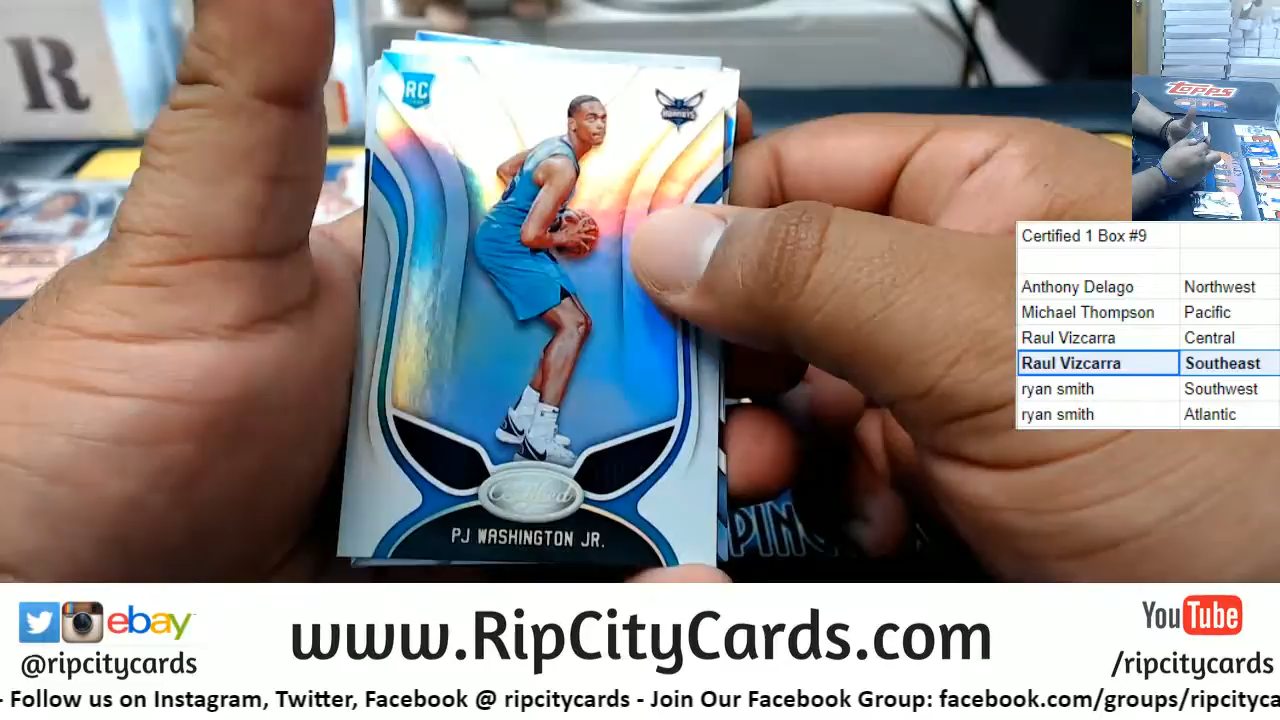 R
RC
HORNETS
Certified
PJ WASHINGTON JR.
Topps
PIN
Certified 1 Box #9
Anthony Delago Northwest
Michael Thompson Pacific
Raul Vizcarra Central
Raul Vizcarra Southeast
ryan smith Southwest
ryan smith Atlantic
ebay
@ripcitycards
www.RipCityCards.com
YouTube
/ripcitycards
- Follow us on Instagram, Twitter, Facebook @ ripcitycards - Join Our Facebook Group: facebook.com/groups/ripcityca